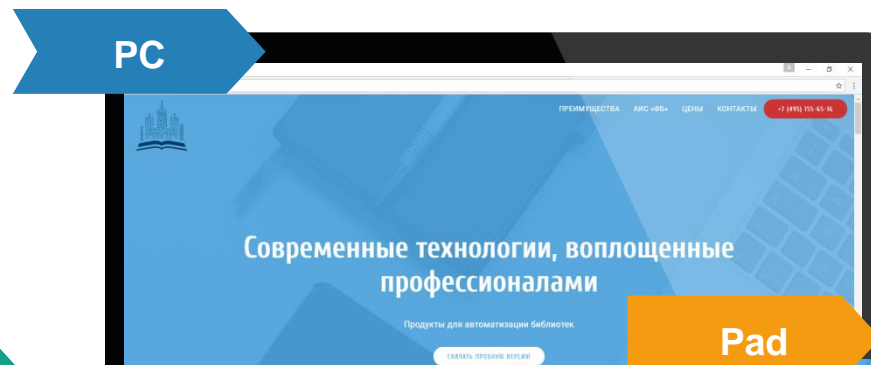 PC
ПРЕИМУЩЕСТВА АИС «ФБ» ЦЕНЫ КОНТАКТЫ +7 (495) 155-65-16
Современные технологии, воплощенные
профессионалами
Продукты для автоматизации библиотек
СКАЧАТЬ ПРОБНУЮ ВЕРСИЮ
Pad